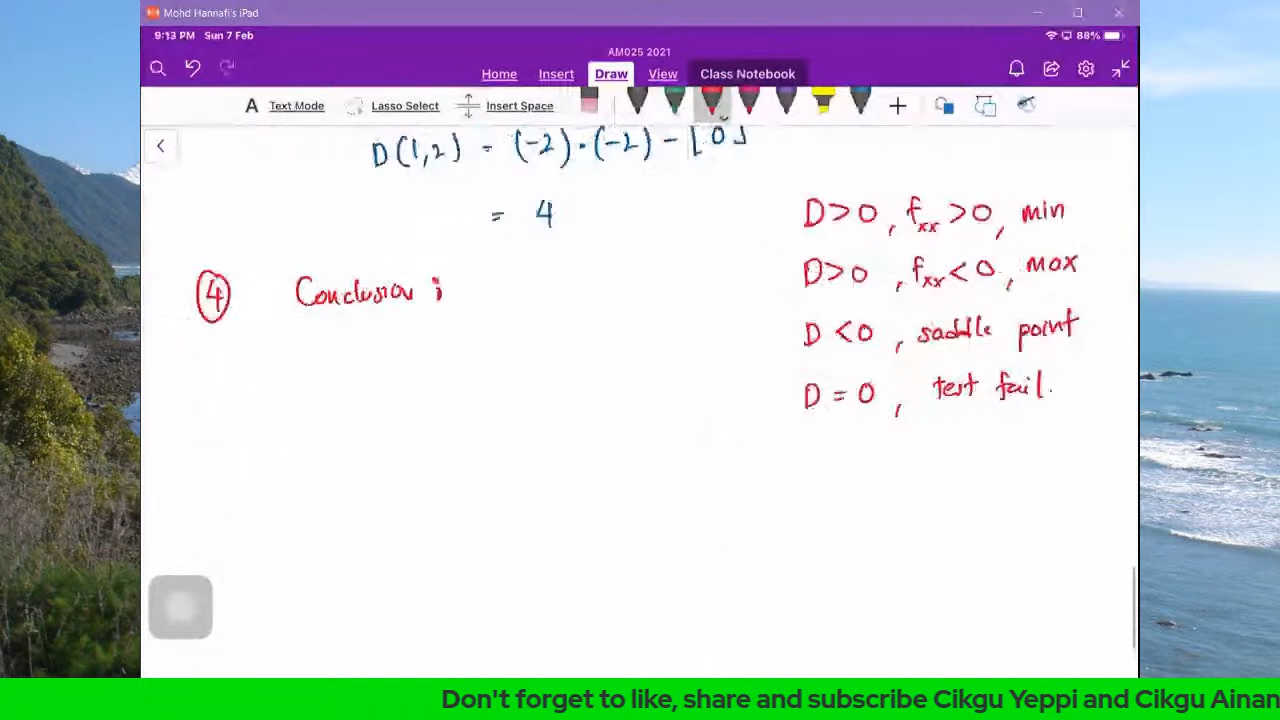 Mohd Hannafi's iPad
9:13 PM Sun 7 Feb
88%
AM025 2021
Home Insert Draw View Class Notebook
A Text Mode Lasso Select Insert Space
D(1,2) = (-2)·(-2) - [0]
= 4
D>0, fxx>0, min
D>0, fxx<0, max
4 Conclusion ;
D<0, saddle point
D=0, test fail.
Don't forget to like, share and subscribe Cikgu Yeppi and Cikgu Ainan